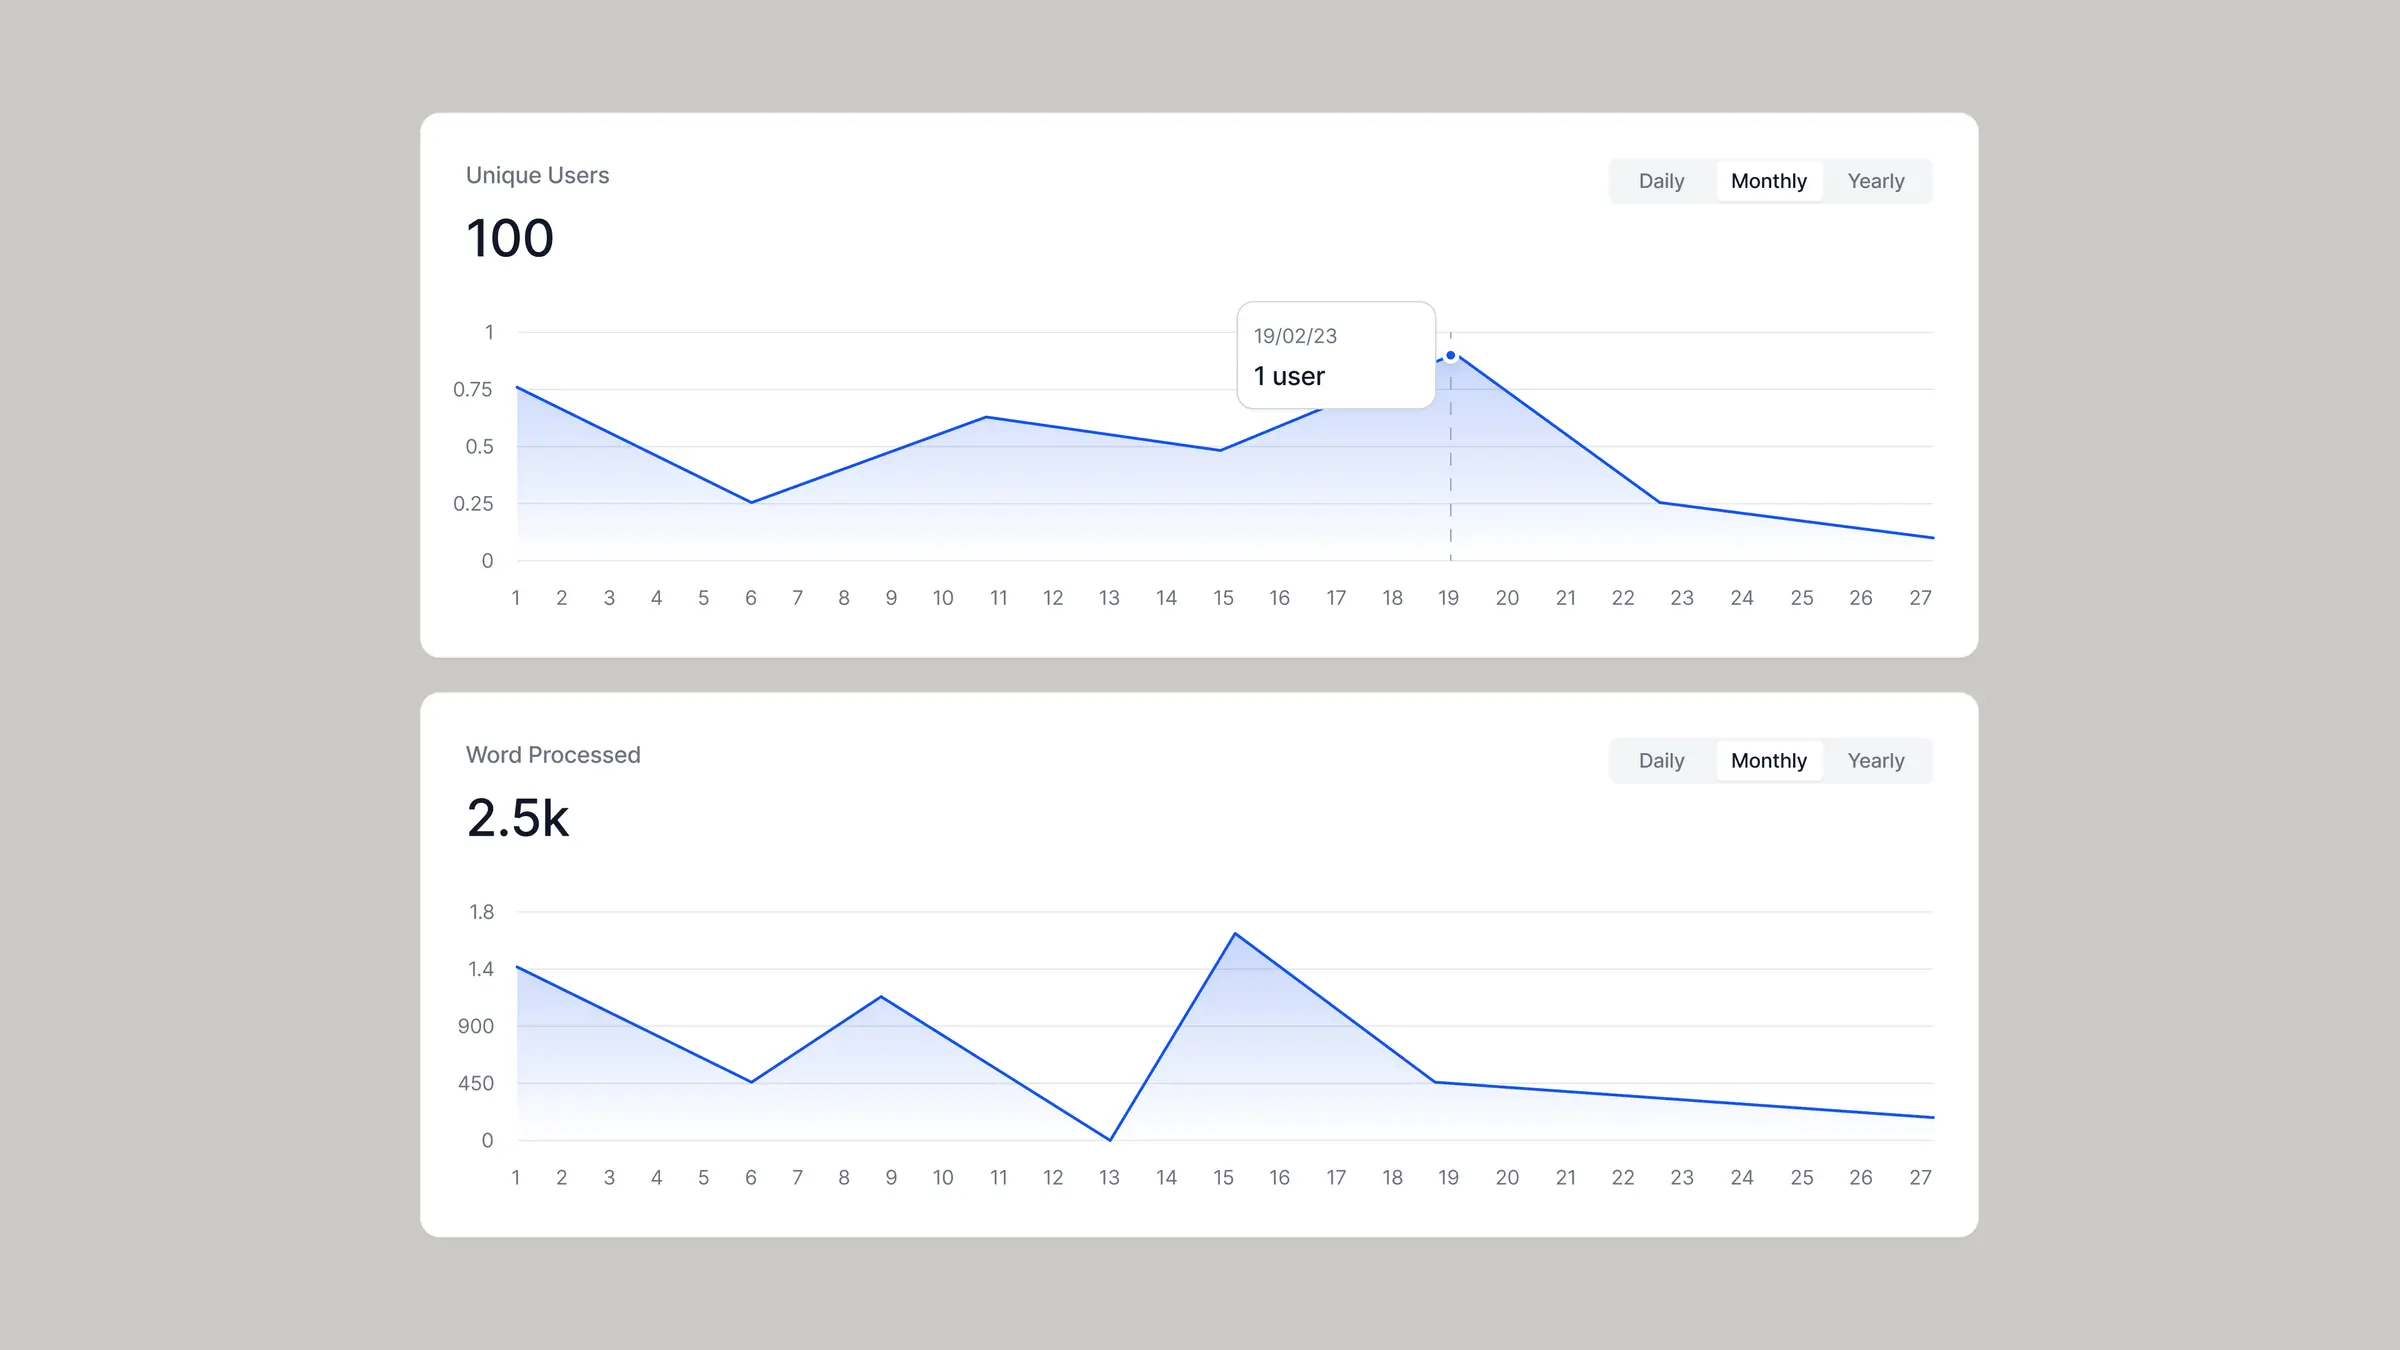 Unique Users
Daily Monthly Yearly
100
19/02/23
1 user
1
0.75
0.5
0.25
0
1 2 3 4 5 6 7 8 9 10 11 12 13 14 15 16 17 18 19 20 21 22 23 24 25 26 27
Word Processed
Daily Monthly Yearly
2.5k
1.8
1.4
900
450
0
1 2 3 4 5 6 7 8 9 10 11 12 13 14 15 16 17 18 19 20 21 22 23 24 25 26 27